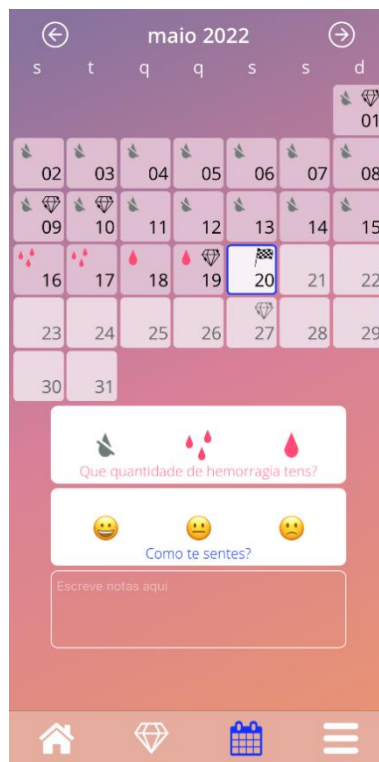 maio 2022
s t q q s s d
01
02 03 04 05 06 07 08
09 10 11 12 13 14 15
16 17 18 19 20 21 22
23 24 25 26 27 28 29
30 31
Que quantidade de hemorragia tens?
Como te sentes?
Escreve notas aqui